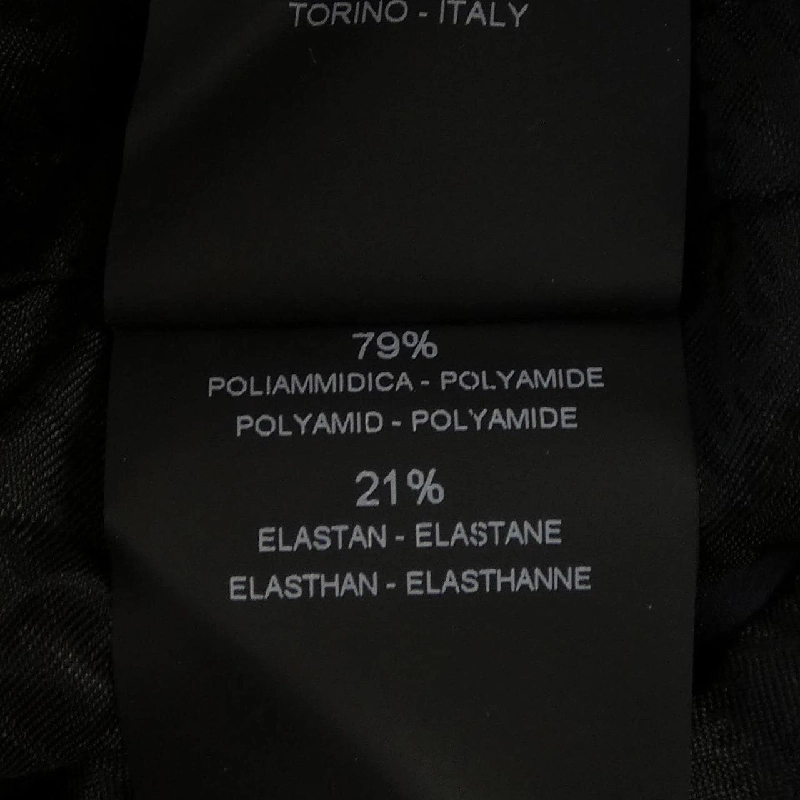 TORINO - ITALY
79%
POLIAMMIDICA - POLYAMIDE
POLYAMID - POLYAMIDE
21%
ELASTAN - ELASTANE
ELASTHAN - ELASTHANNE